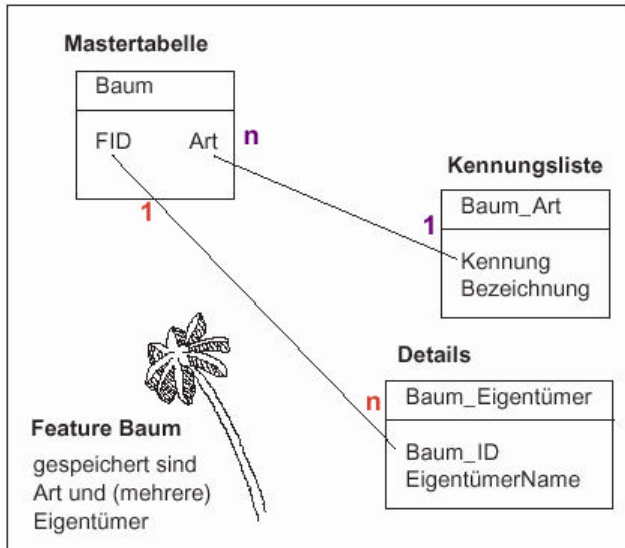 Mastertabelle
Baum
FID Art
n
1
Kennungsliste
Baum_Art
1
Kennung
Bezeichnung
Details
Baum_Eigentümer
n
Baum_ID
EigentümerName
Feature Baum
gespeichert sind
Art und (mehrere)
Eigentümer